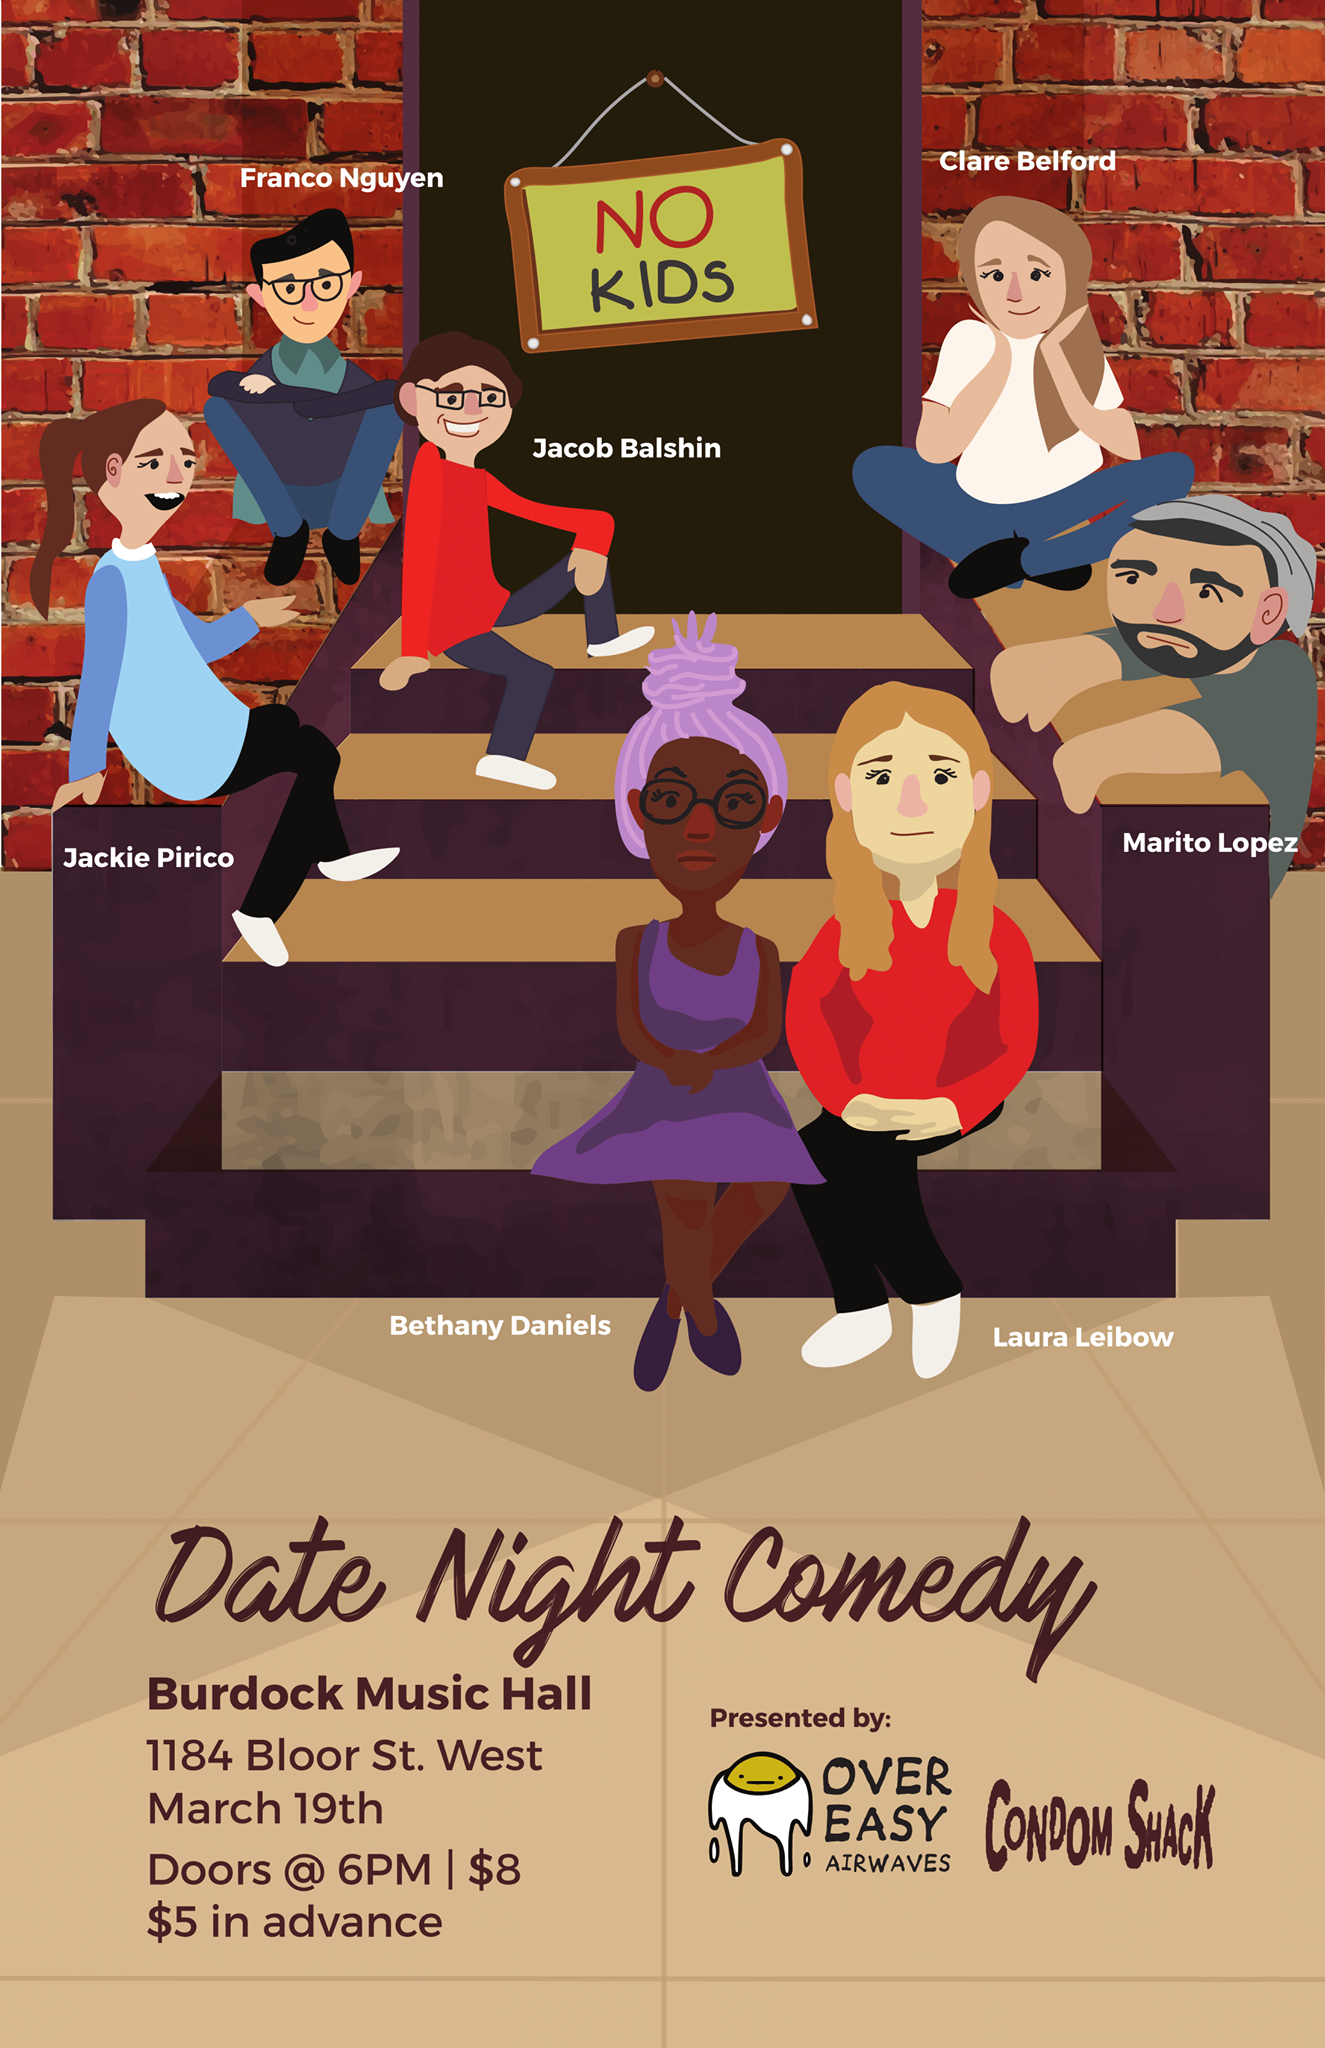 Clare Belford
Franco Nguyen
NO
KIDS
Jacob Balshin
Marito Lopez
Jackie Pirico
Bethany Daniels
Laura Leibow
Date Night Comedy
Burdock Music Hall
1184 Bloor St. West
March 19th
Doors @ 6PM | $8
$5 in advance
Presented by:
OVER
EASY
AIRWAVES
CONDOM SHACK